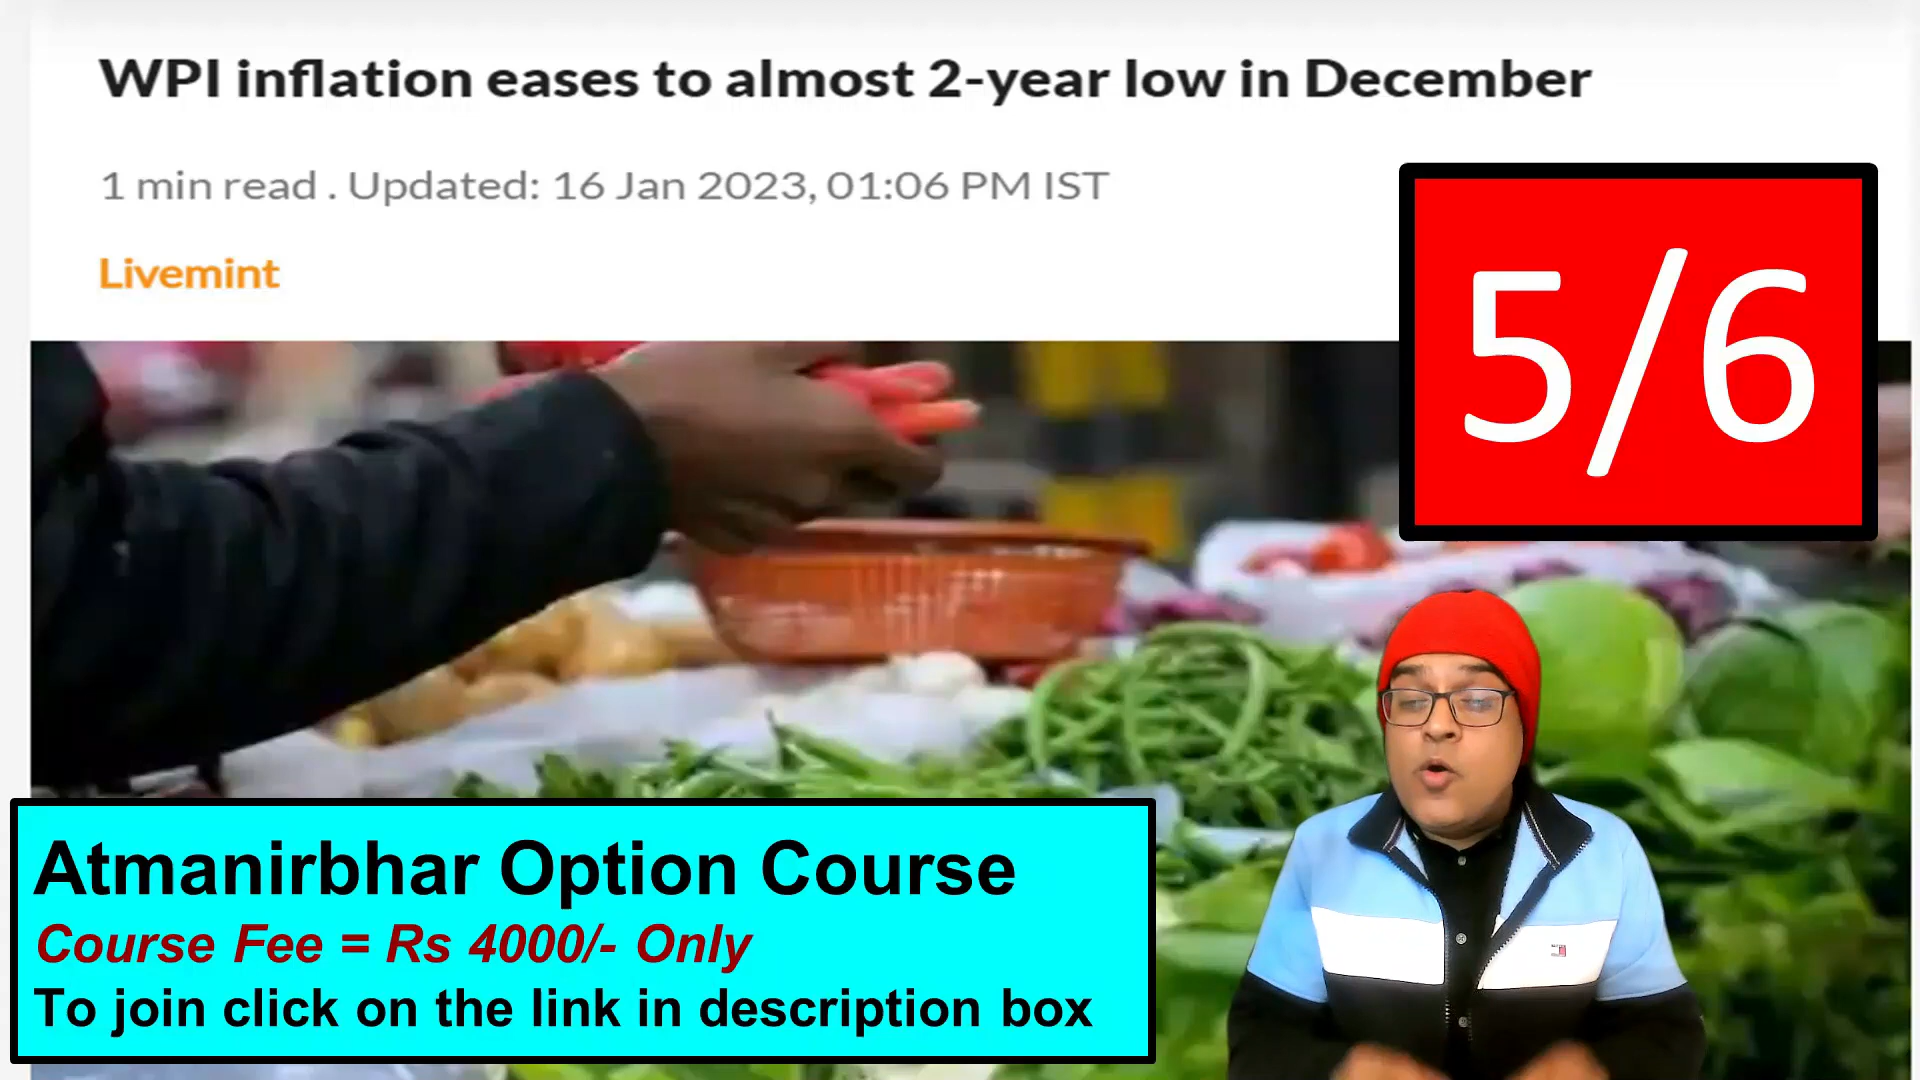 WPI inflation eases to almost 2-year low in December
1 min read . Updated: 16 Jan 2023, 01:06 PM IST
Livemint
5/6
Atmanirbhar Option Course
Course Fee = Rs 4000/- Only
To join click on the link in description box